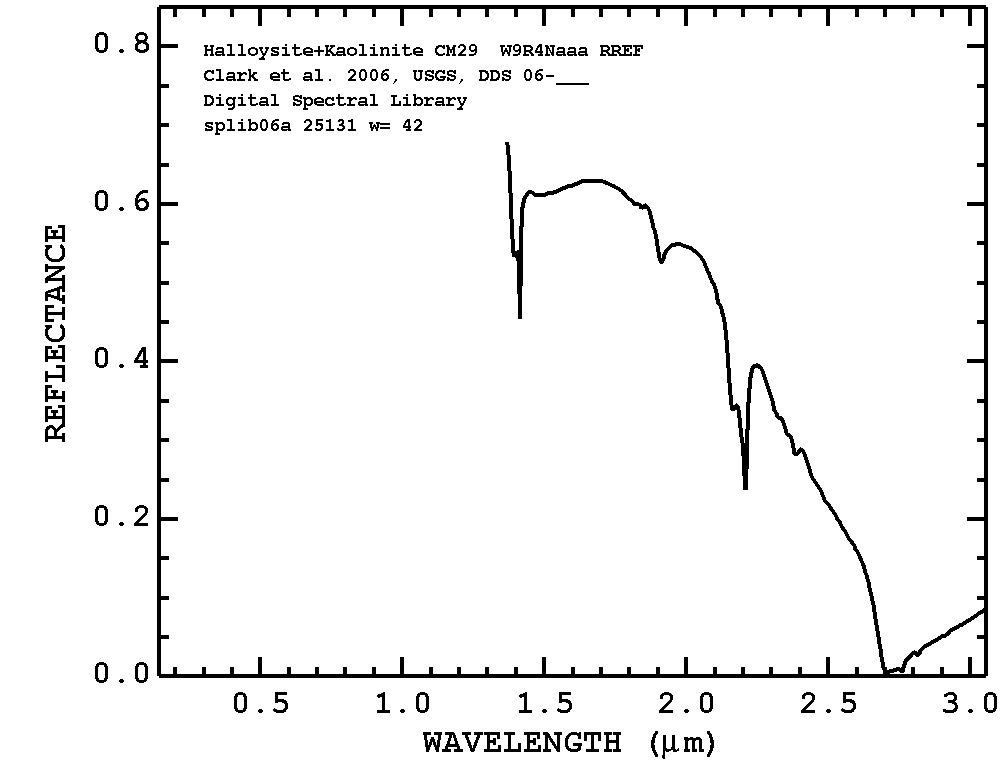 Halloysite+Kaolinite CM29 W9R4Naaa RREF
Clark et al. 2006, USGS, DDS 06-___
Digital Spectral Library
splib06a 25131 w= 42
REFLECTANCE
0.8
0.6
0.4
0.2
0.0
0.5 1.0 1.5 2.0 2.5 3.0
WAVELENGTH (μm)